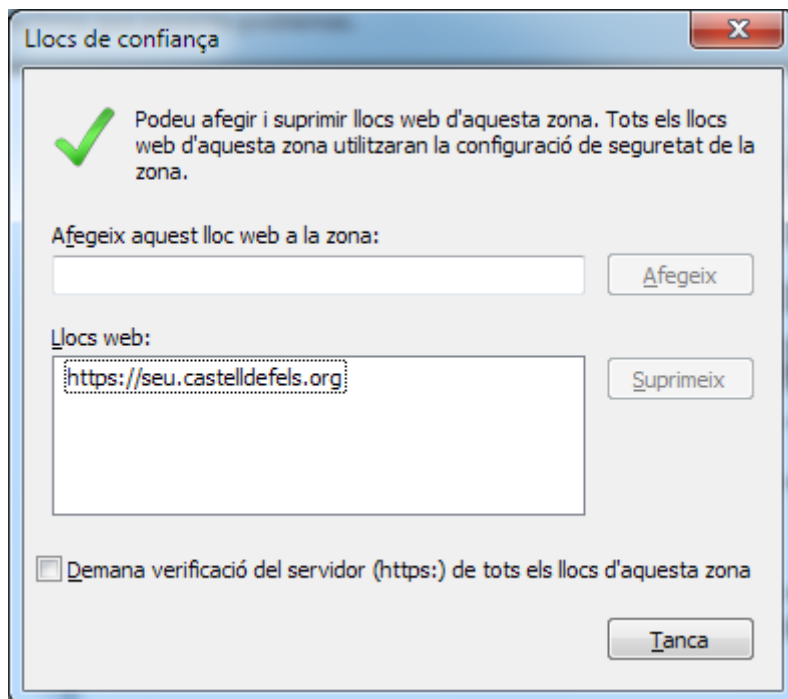 Llocs de confiança
Podeu afegir i suprimir llocs web d'aquesta zona. Tots els llocs
web d'aquesta zona utilitzaran la configuració de seguretat de la
zona.
Afegeix aquest lloc web a la zona:
Afegeix
Llocs web:
https://seu.castelldefels.org
Suprimeix
Demana verificació del servidor (https:) de tots els llocs d'aquesta zona
Tanca